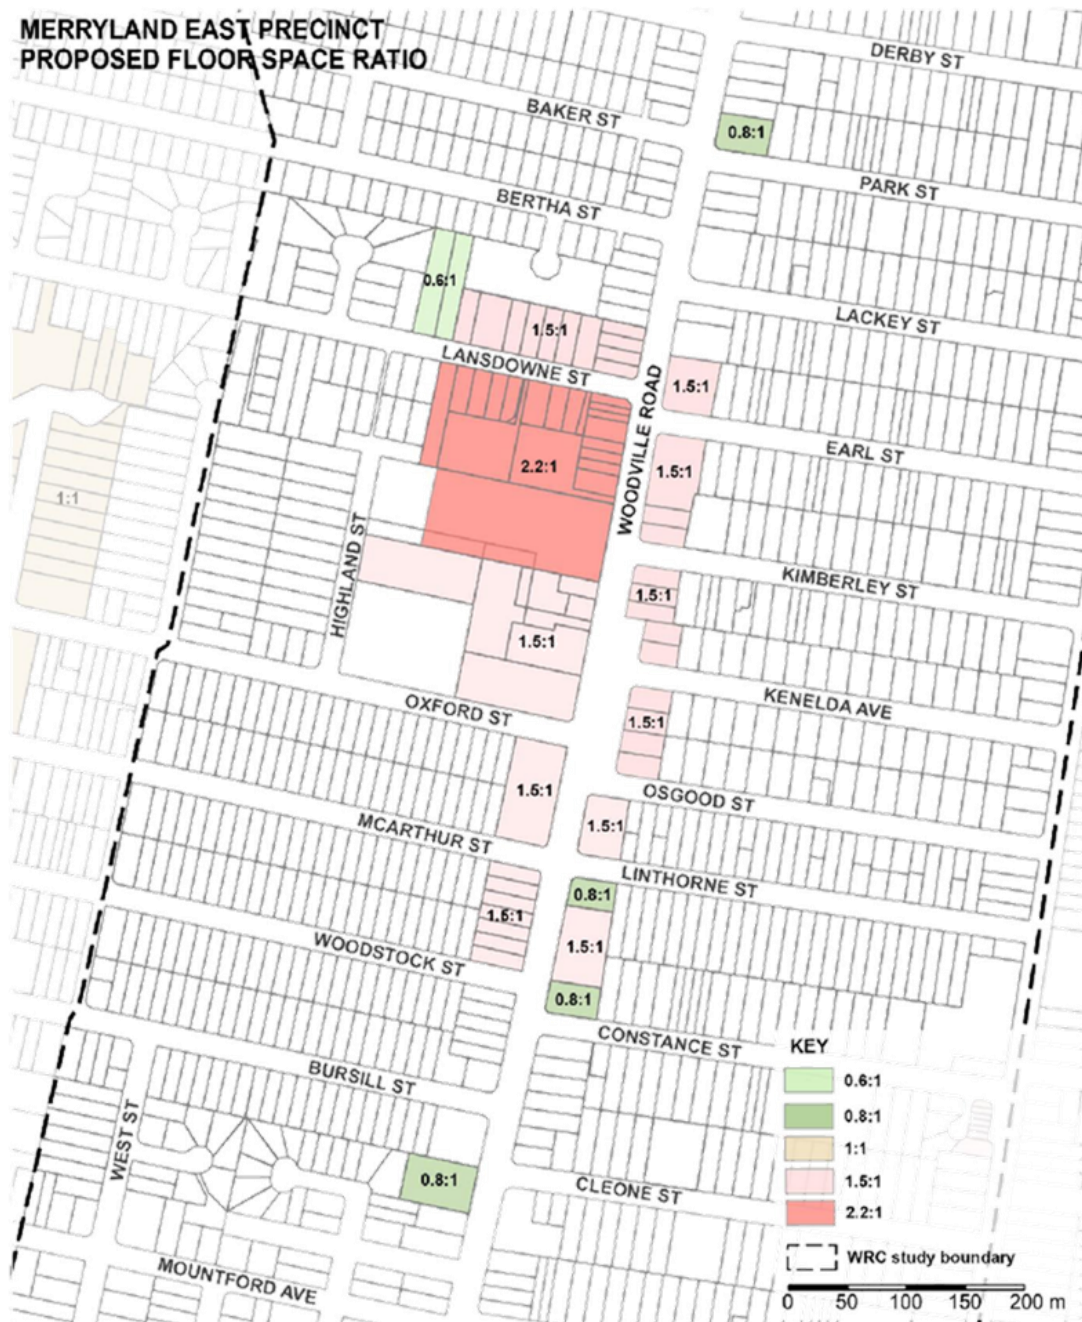 MERRYLAND EAST PRECINCT
PROPOSED FLOOR SPACE RATIO
DERBY ST
BAKER ST
0.8:1
PARK ST
BERTHA ST
0.6:1
LACKEY ST
1.5:1
LANSDOWNE ST
1.5:1
WOODVILLE ROAD
EARL ST
2.2:1
1.5:1
1:1
HIGHLAND ST
KIMBERLEY ST
1.5:1
1.5:1
KENELDA AVE
OXFORD ST
1.5:1
1.5:1
OSGOOD ST
MCARTHUR ST
1.5:1
LINTHORNE ST
0.8:1
1.5:1
1.5:1
WOODSTOCK ST
0.8:1
CONSTANCE ST
BURSILL ST
WEST ST
0.8:1
CLEONE ST
MOUNTFORD AVE
KEY
0.6:1
0.8:1
1:1
1.5:1
2.2:1
WRC study boundary
0 50 100 150 200 m